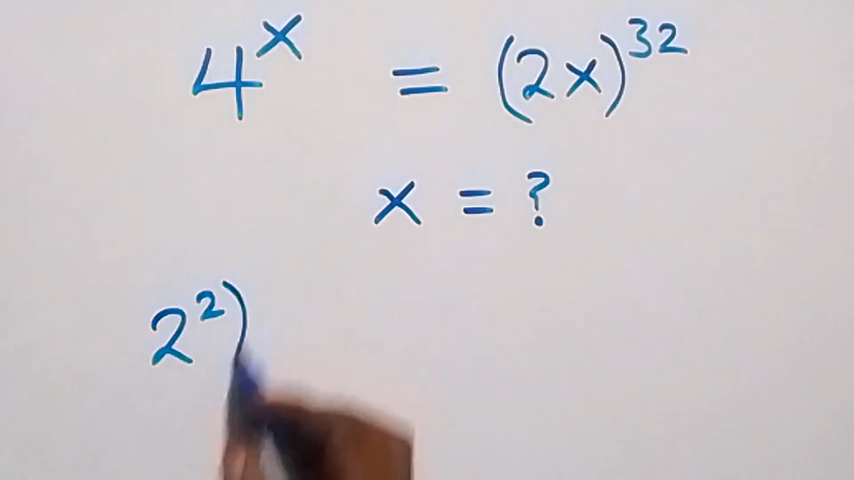 4^x = (2x)^32
x = ?
2^2)